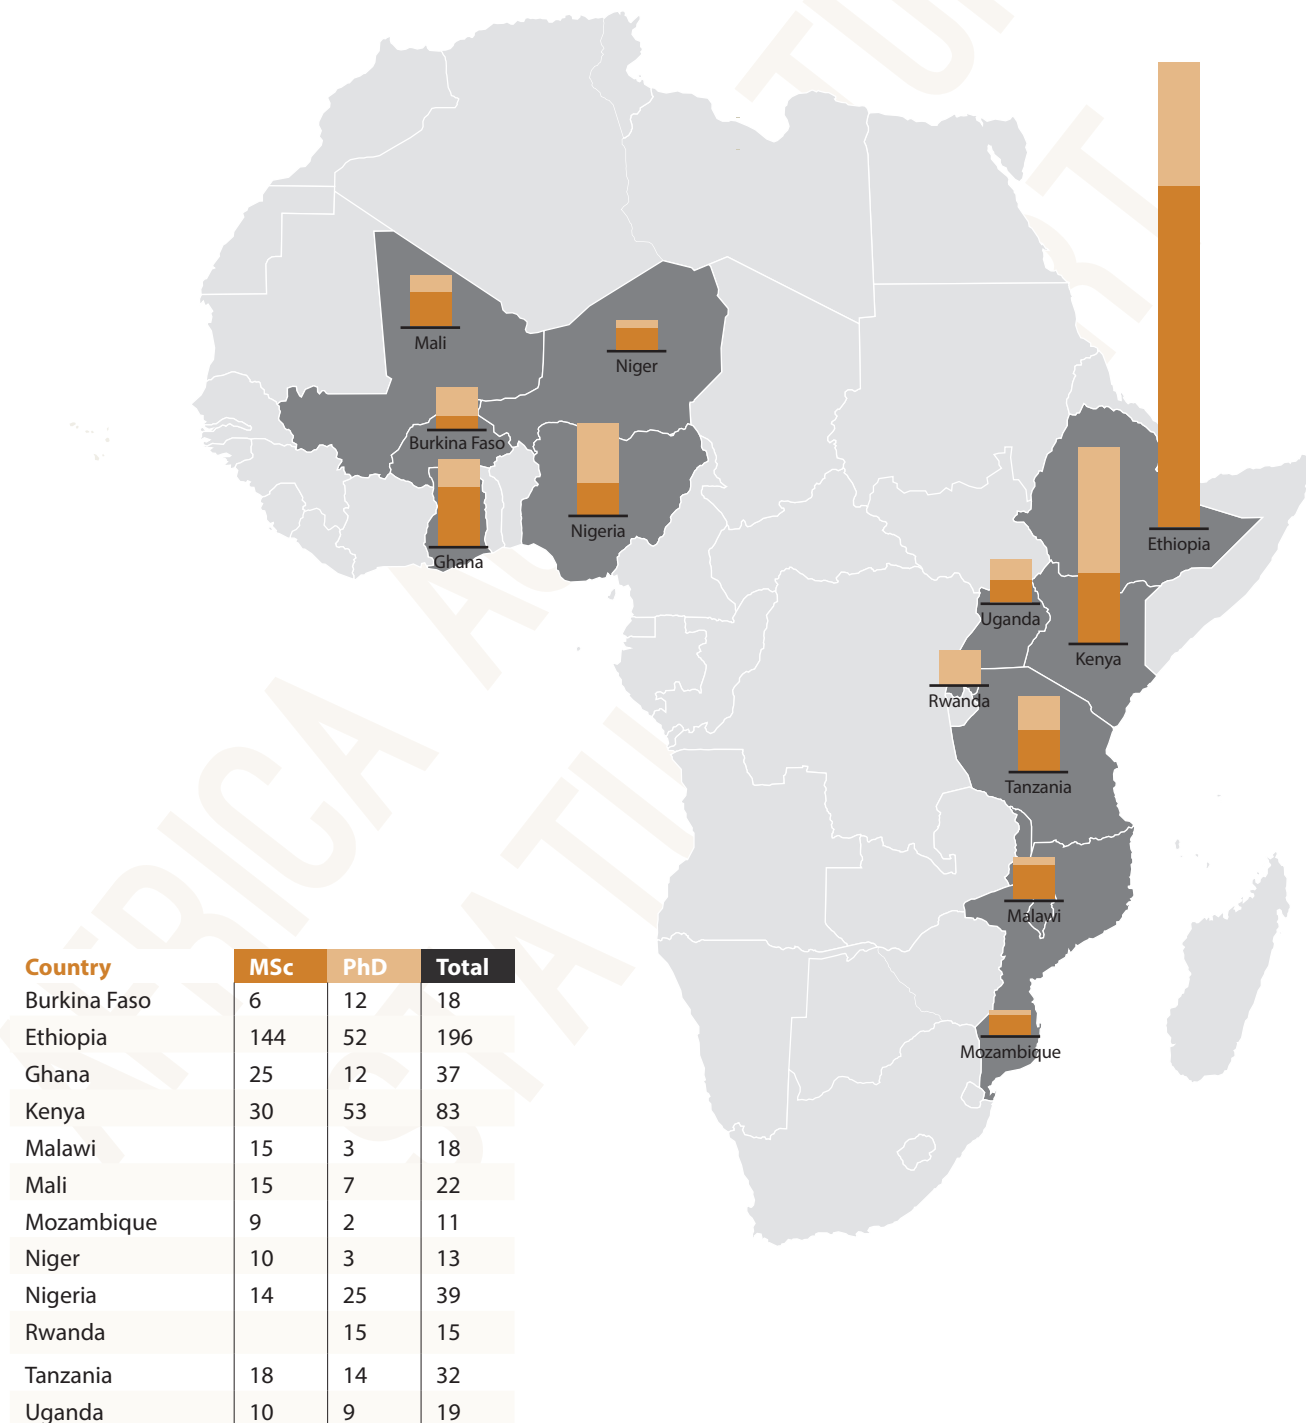 Mali
Niger
Burkina Faso
Nigeria
Ghana
Ethiopia
Uganda
Kenya
Rwanda
Tanzania
Malawi
Mozambique
Country MSc PhD Total
Burkina Faso 6 12 18
Ethiopia 144 52 196
Ghana 25 12 37
Kenya 30 53 83
Malawi 15 3 18
Mali 15 7 22
Mozambique 9 2 11
Niger 10 3 13
Nigeria 14 25 39
Rwanda 15 15
Tanzania 18 14 32
Uganda 10 9 19
AFRICA